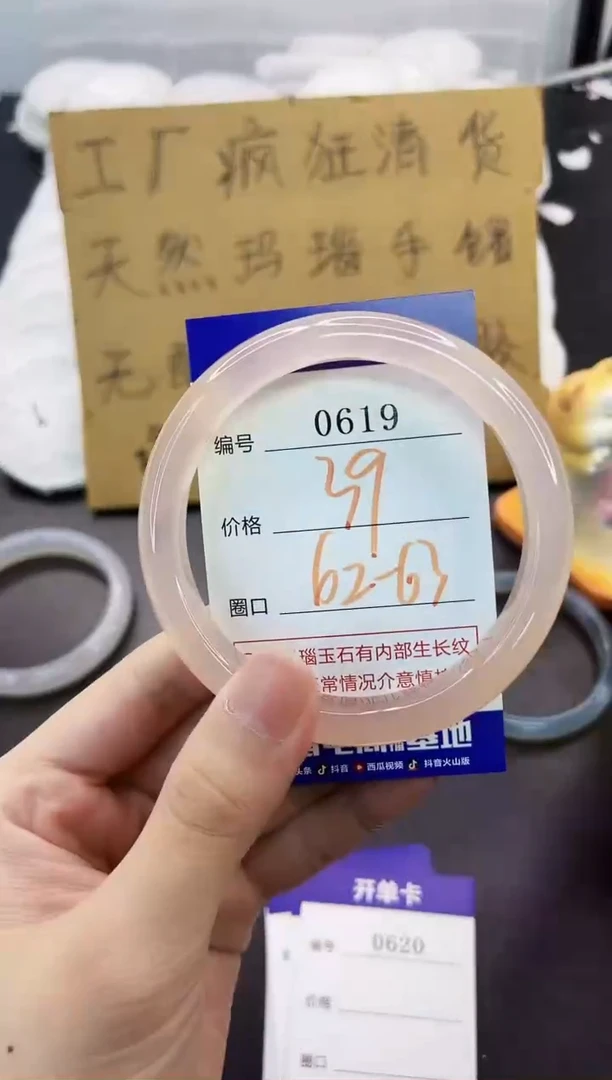 工厂疯狂清货
天然玛瑙手镯
无
编号 0619
价格 39
圈口 62-63
瑙玉石有内部生长纹
常情况介意慎
基地
头条 抖音 西瓜视频 抖音火山版
开单卡
编号 0620
价格
圈口